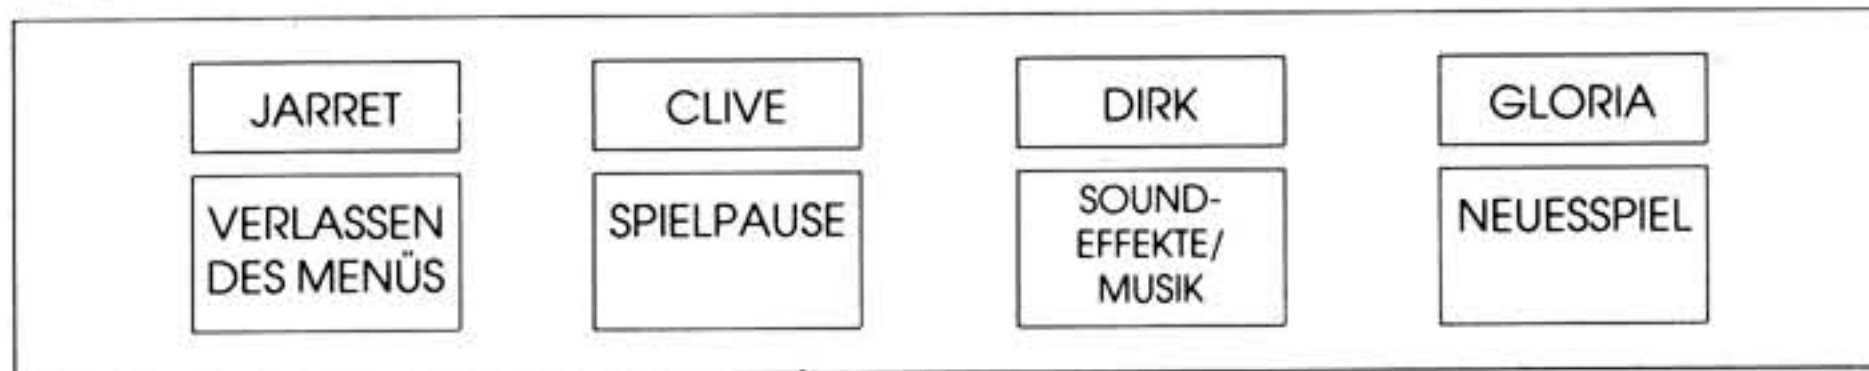 JARRET
CLIVE
DIRK
GLORIA
VERLASSEN
DES MENÜS
SPIELPAUSE
SOUND-
EFFEKTE/
MUSIK
NEUESSPIEL